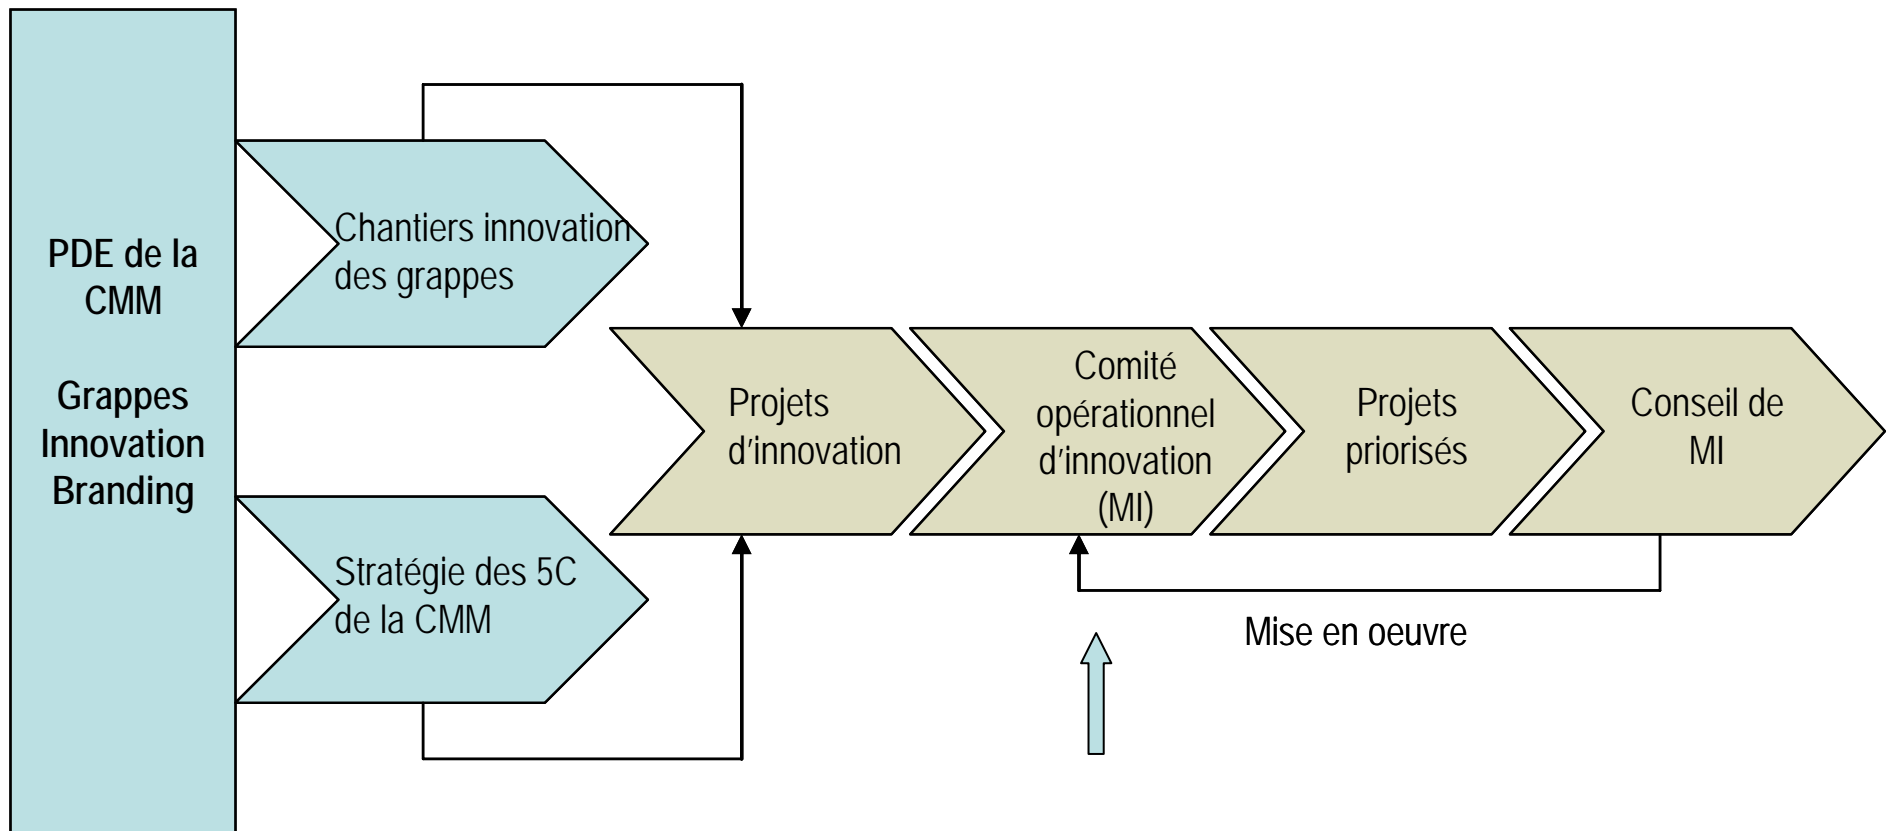 PDE de la
CMM
Grappes
Innovation
Branding
Chantiers innovation
des grappes
Stratégie des 5C
de la CMM
Projets
d’innovation
Comité
opérationnel
d’innovation
(MI)
Projets
priorisés
Conseil de
MI
Mise en oeuvre